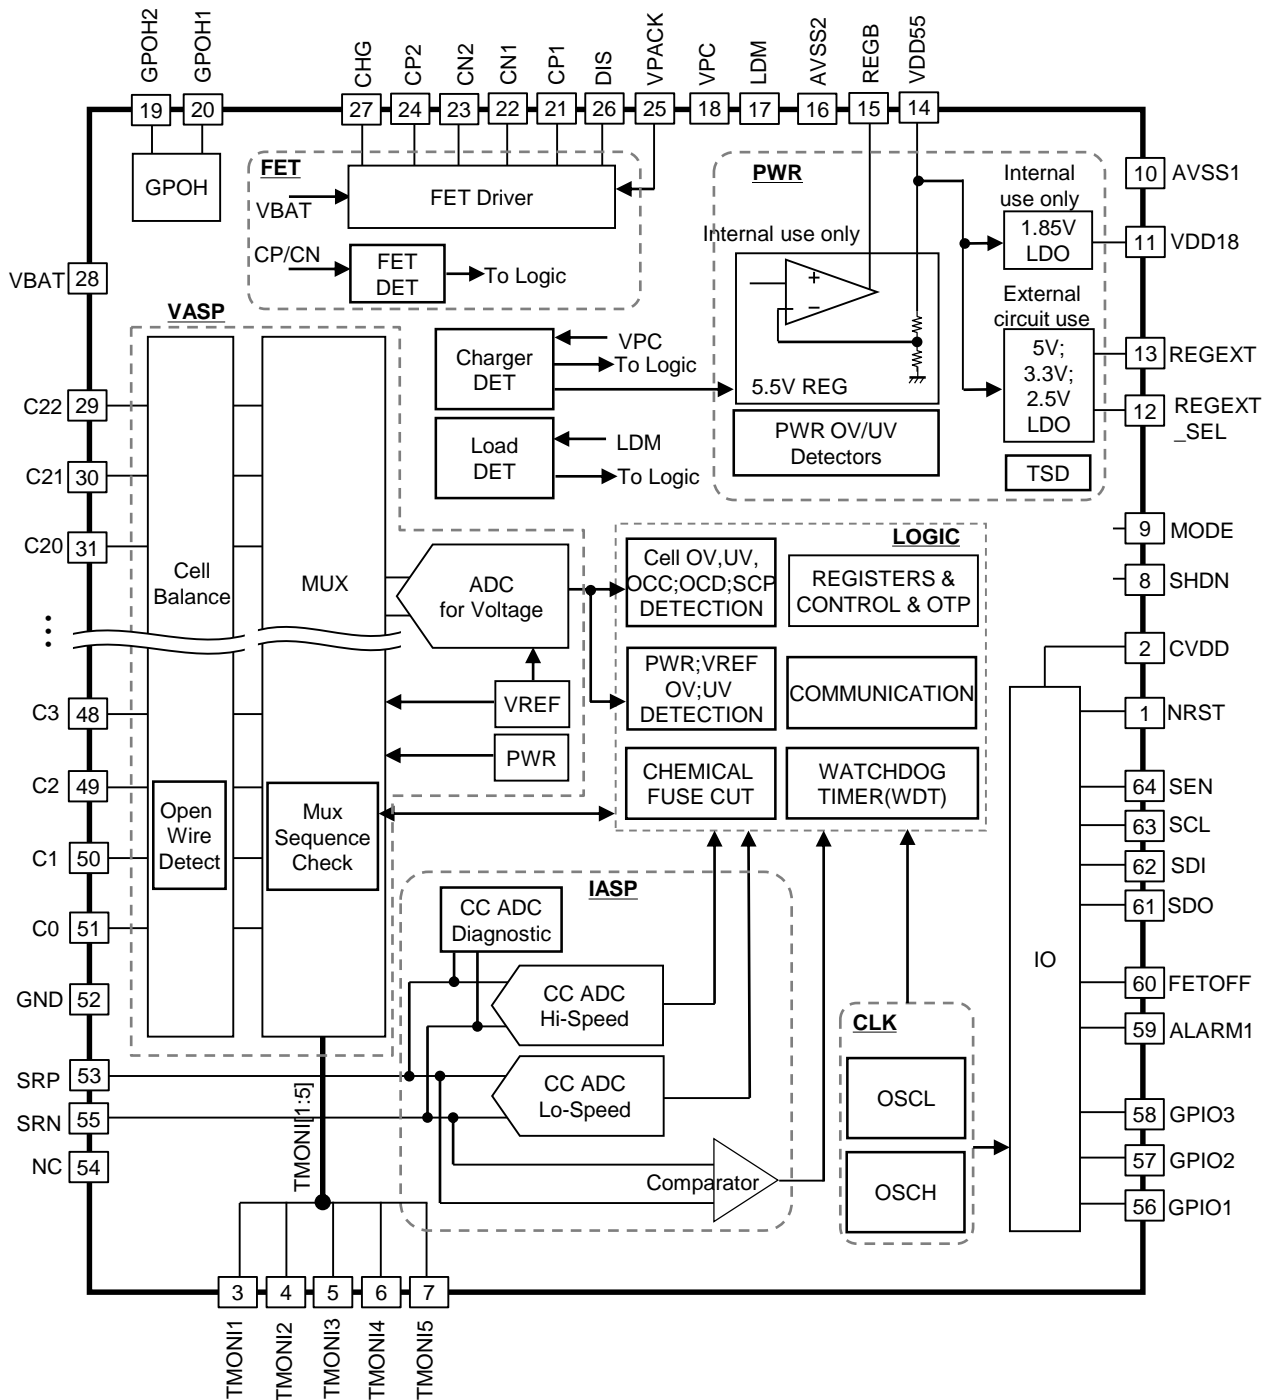 GPOH2
GPOH1
CHG
CP2
CN2
CN1
CP1
DIS
VPACK
VPC
LDM
AVSS2
REGB
VDD55
19
20
27
24
23
22
21
26
25
18
17
16
15
14
GPOH
FET
VBAT
FET Driver
CP/CN
FET
DET
To Logic
PWR
Internal use only
+
−
5.5V REG
PWR OV/UV
Detectors
Internal
use only
1.85V
LDO
External
circuit use
5V;
3.3V;
2.5V
LDO
TSD
10
AVSS1
11
VDD18
13
REGEXT
12
REGEXT
_SEL
9
MODE
8
SHDN
2
CVDD
1
NRST
64
SEN
63
SCL
62
SDI
61
SDO
60
FETOFF
59
ALARM1
58
GPIO3
57
GPIO2
56
GPIO1
IO
VBAT
28
C22
29
C21
30
C20
31
⋮
C3
48
C2
49
C1
50
C0
51
GND
52
SRP
53
SRN
55
NC
54
VASP
Cell
Balance
MUX
Open
Wire
Detect
Mux
Sequence
Check
ADC
for Voltage
VREF
PWR
Charger
DET
VPC
To Logic
Load
DET
LDM
To Logic
LOGIC
Cell OV,UV,
OCC;OCD;SCP
DETECTION
REGISTERS &
CONTROL & OTP
PWR;VREF
OV;UV
DETECTION
COMMUNICATION
CHEMICAL
FUSE CUT
WATCHDOG
TIMER(WDT)
IASP
CC ADC
Diagnostic
CC ADC
Hi-Speed
CC ADC
Lo-Speed
Comparator
CLK
OSCL
OSCH
TMONI[1:5]
3
4
5
6
7
TMONI1
TMONI2
TMONI3
TMONI4
TMONI5